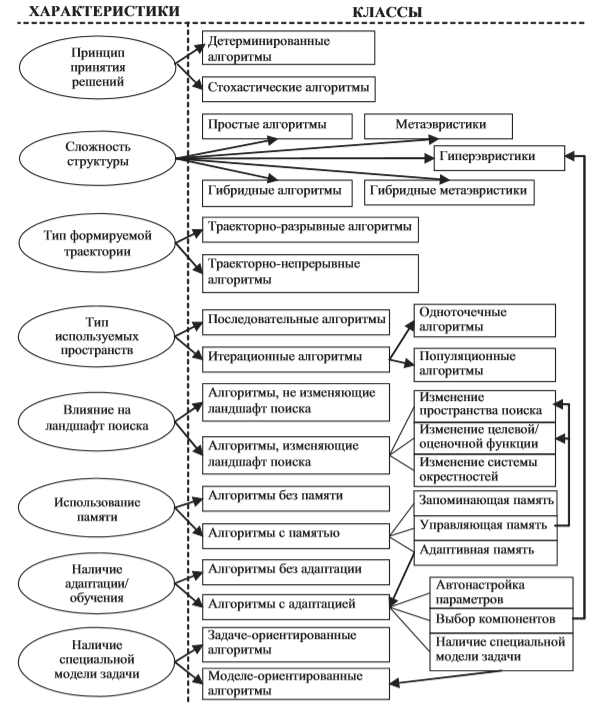 ХАРАКТЕРИСТИКИ
КЛАССЫ
Принцип
принятия
решений
Детерминированные
алгоритмы
Стохастические алгоритмы
Сложность
структуры
Простые алгоритмы
Метаэвристики
Гиперэвристики
Гибридные алгоритмы
Гибридные метаэвристики
Тип формируемой
траектории
Траекторно-разрывные алгоритмы
Траекторно-непрерывные
алгоритмы
Тип
используемых
пространств
Последовательные алгоритмы
Итерационные алгоритмы
Одноточечные
алгоритмы
Популяционные
алгоритмы
Влияние на
ландшафт поиска
Алгоритмы, не изменяющие
ландшафт поиска
Алгоритмы, изменяющие
ландшафт поиска
Изменение
пространства поиска
Изменение целевой/
оценочной функции
Изменение системы
окрестностей
Использование
памяти
Алгоритмы без памяти
Алгоритмы с памятью
Запоминающая память
Управляющая память
Адаптивная память
Наличие
адаптации/
обучения
Алгоритмы без адаптации
Алгоритмы с адаптацией
Автонастройка
параметров
Выбор компонентов
Наличие специальной
модели задачи
Наличие
специальной
модели задачи
Задаче-ориентированные
алгоритмы
Моделе-ориентированные
алгоритмы